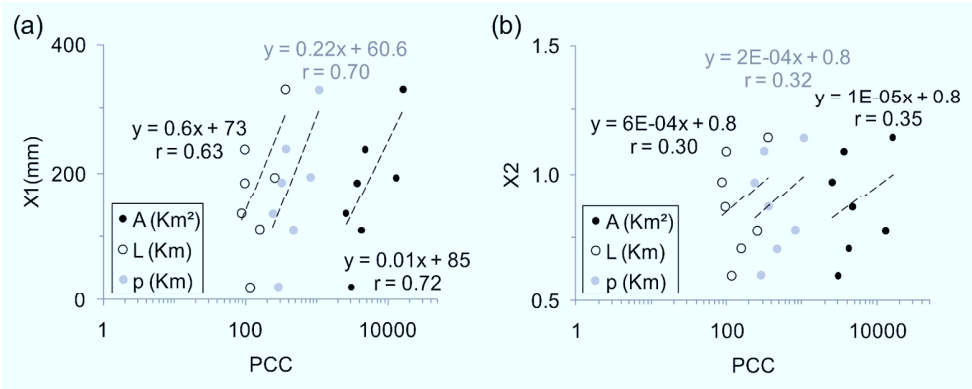 (a)
400
200
0
X1(mm)
y = 0.22x + 60.6
r = 0.70
y = 0.6x + 73
r = 0.63
y = 0.01x + 85
r = 0.72
A (Km²)
L (Km)
p (Km)
1
100
10000
PCC
(b)
1.5
1.0
0.5
X2
y = 2E-04x + 0.8
r = 0.32
y = 6E-04x + 0.8
r = 0.30
y = 1E-05x + 0.8
r = 0.35
A (Km²)
L (Km)
p (Km)
1
100
10000
PCC